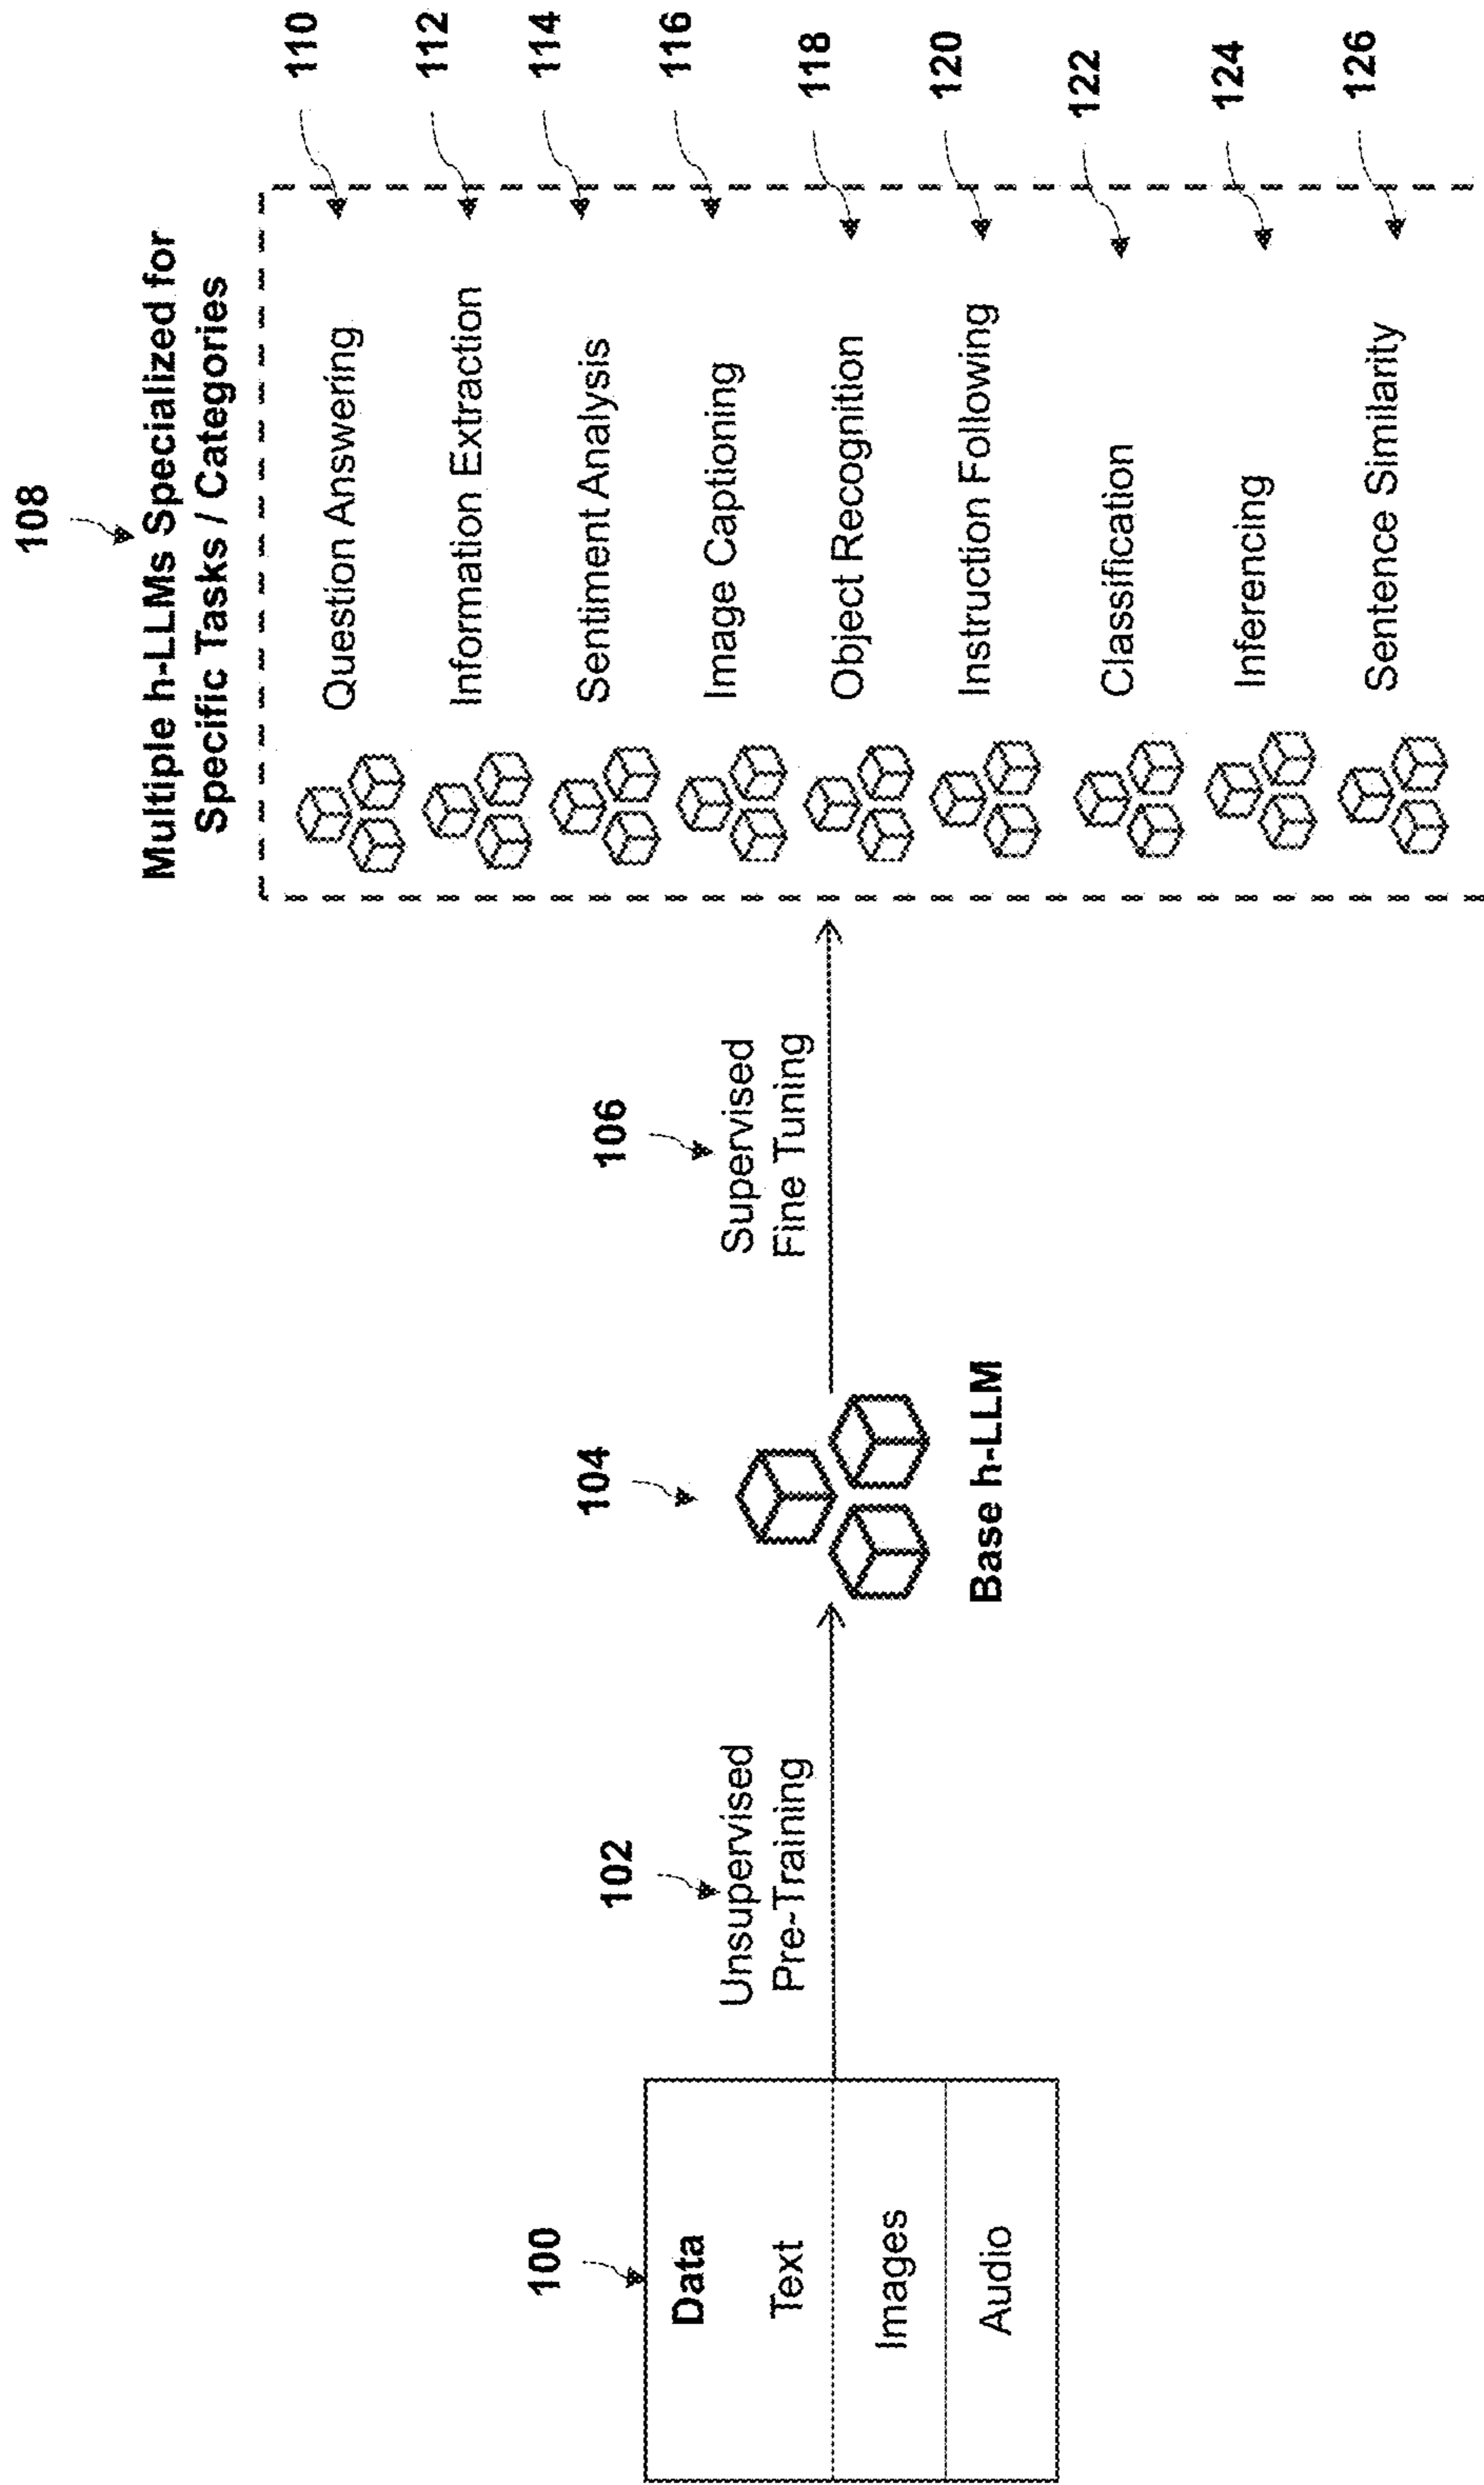 108
Multiple h-LLMs Specialized for
Specific Tasks / Categories
100
Data
Text
Images
Audio
102
Unsupervised
Pre-Training
104
Base h-LLM
106
Supervised
Fine Tuning
Question Answering
110
Information Extraction
112
Sentiment Analysis
114
Image Captioning
116
Object Recognition
118
Instruction Following
120
Classification
122
Inferencing
124
Sentence Similarity
126